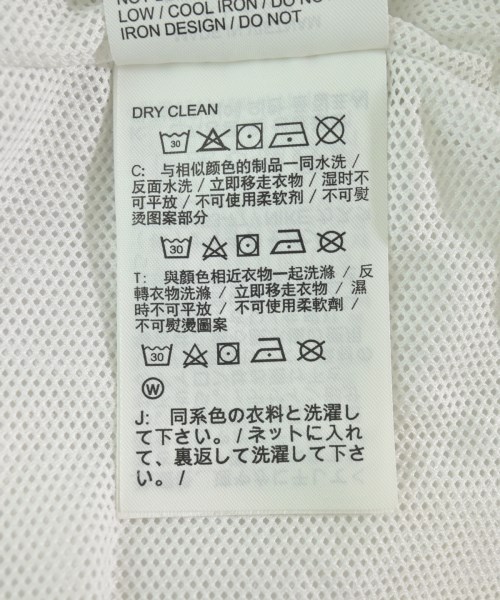 LOW / COOL IRON / DO NO
IRON DESIGN / DO NOT
DRY CLEAN
30
C: 与相似颜色的制品一同水洗 /
反面水洗 / 立即移走衣物 / 湿时不
可平放 / 不可使用柔软剂 / 不可熨
烫图案部分
30
T: 與顏色相近衣物一起洗滌 / 反
轉衣物洗滌 / 立即移走衣物 / 濕
時不可平放 / 不可使用柔軟劑 /
不可熨燙圖案
30
W
J: 同系色の衣料と洗濯し
て下さい。/ ネットに入れ
て、裏返して洗濯して下さ
い。/